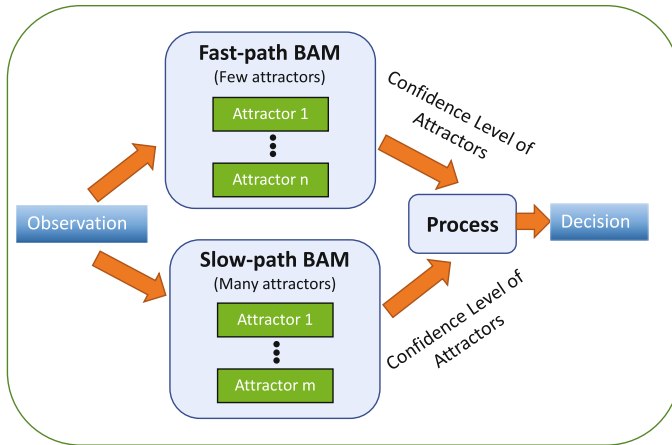 Fast-path BAM
(Few attractors)
Attractor 1
Attractor n
Confidence Level of
Attractors
Observation
Process
Decision
Slow-path BAM
(Many attractors)
Attractor 1
Attractor m
Confidence Level of
Attractors